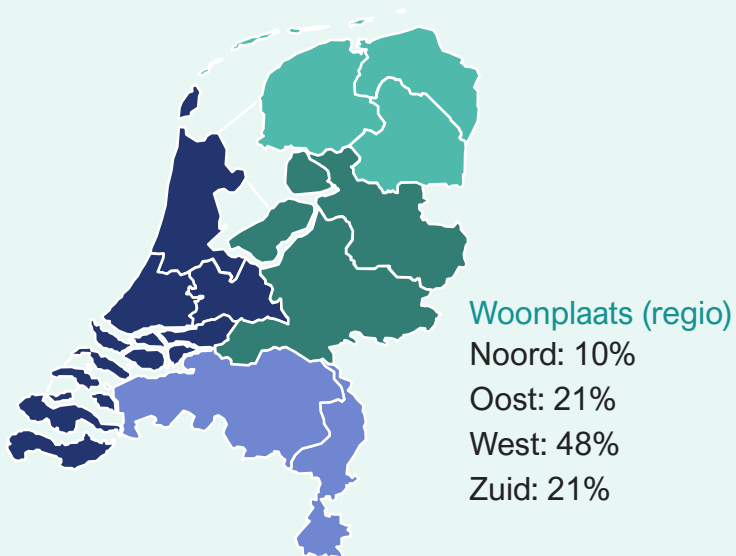 Woonplaats (regio)
Noord: 10%
Oost: 21%
West: 48%
Zuid: 21%